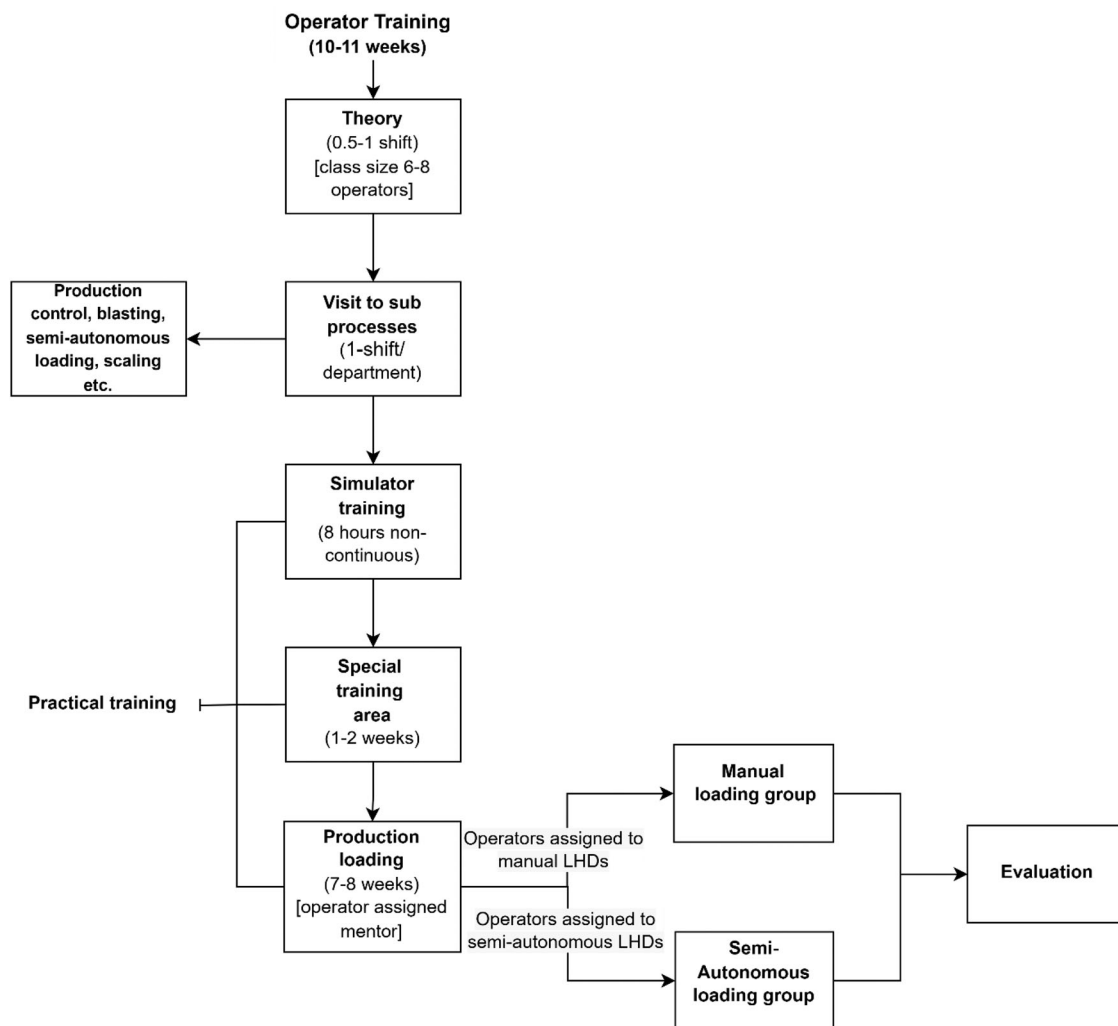 Operator Training
(10-11 weeks)
Theory
(0.5-1 shift)
[class size 6-8
operators]
Production
control, blasting,
semi-autonomous
loading, scaling
etc.
Visit to sub
processes
(1-shift/
department)
Simulator
training
(8 hours non-
continuous)
Practical training
Special
training
area
(1-2 weeks)
Production
loading
(7-8 weeks)
[operator assigned
mentor]
Operators assigned to
manual LHDs
Operators assigned to
semi-autonomous LHDs
Manual
loading group
Semi-
Autonomous
loading group
Evaluation